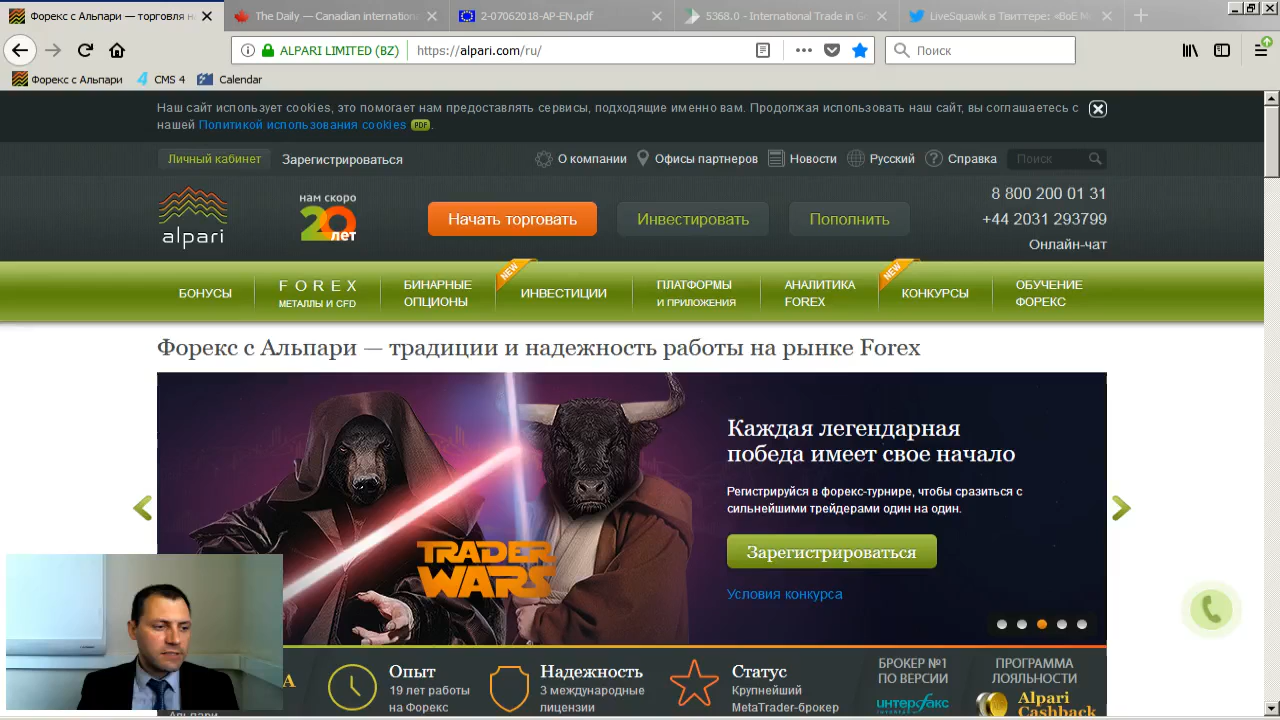 Форекс с Альпари — торговля н
The Daily — Canadian internation
2-07062018-AP-EN.pdf
5368.0 - International Trade in Go
LiveSquawk в Твиттере: «BoE M
ALPARI LIMITED (BZ)
https://alpari.com/ru/
Поиск
Форекс с Альпари
CMS 4
Calendar
Наш сайт использует cookies, это помогает нам предоставлять сервисы, подходящие именно вам. Продолжая использовать наш сайт, вы соглашаетесь с
нашей Политикой использования cookies PDF.
Личный кабинет
Зарегистрироваться
О компании
Офисы партнеров
Новости
Русский
Справка
Поиск
alpari
нам скоро
20
лет
Начать торговать
Инвестировать
Пополнить
8 800 200 01 31
+44 2031 293799
Онлайн-чат
БОНУСЫ
FOREX
МЕТАЛЛЫ И CFD
БИНАРНЫЕ
ОПЦИОНЫ
NEW
ИНВЕСТИЦИИ
ПЛАТФОРМЫ
И ПРИЛОЖЕНИЯ
АНАЛИТИКА
FOREX
NEW
КОНКУРСЫ
ОБУЧЕНИЕ
ФОРЕКС
Форекс с Альпари — традиции и надежность работы на рынке Forex
TRADER
WARS
Каждая легендарная
победа имеет свое начало
Регистрируйся в форекс-турнире, чтобы сразиться с
сильнейшими трейдерами один на один.
Зарегистрироваться
Условия конкурса
Опыт
19 лет работы
на Форекс
Надежность
3 международные
лицензии
Статус
Крупнейший
MetaTrader-брокер
БРОКЕР №1
ПО ВЕРСИИ
интерфакс
ПРОГРАММА
ЛОЯЛЬНОСТИ
Alpari
Cashback